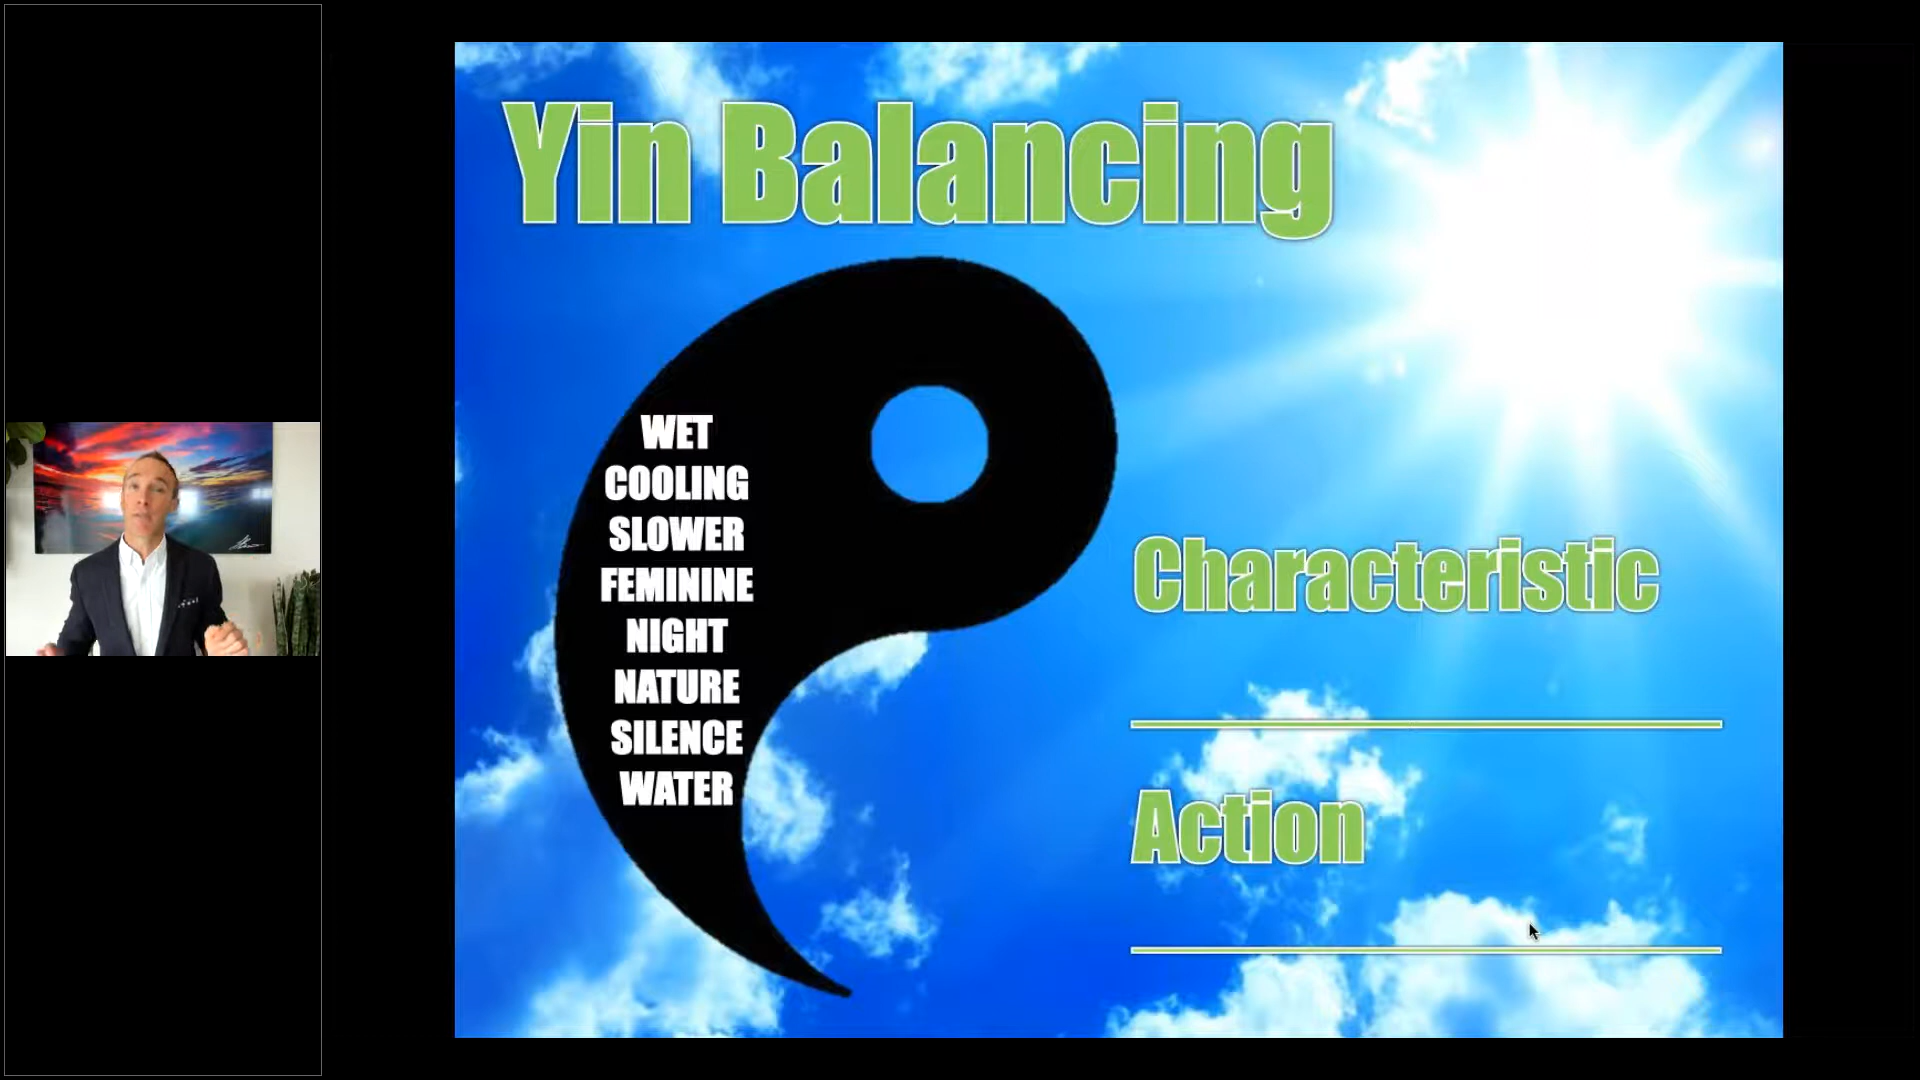 Yin Balancing
WET
COOLING
SLOWER
FEMININE
NIGHT
NATURE
SILENCE
WATER
Characteristic
Action